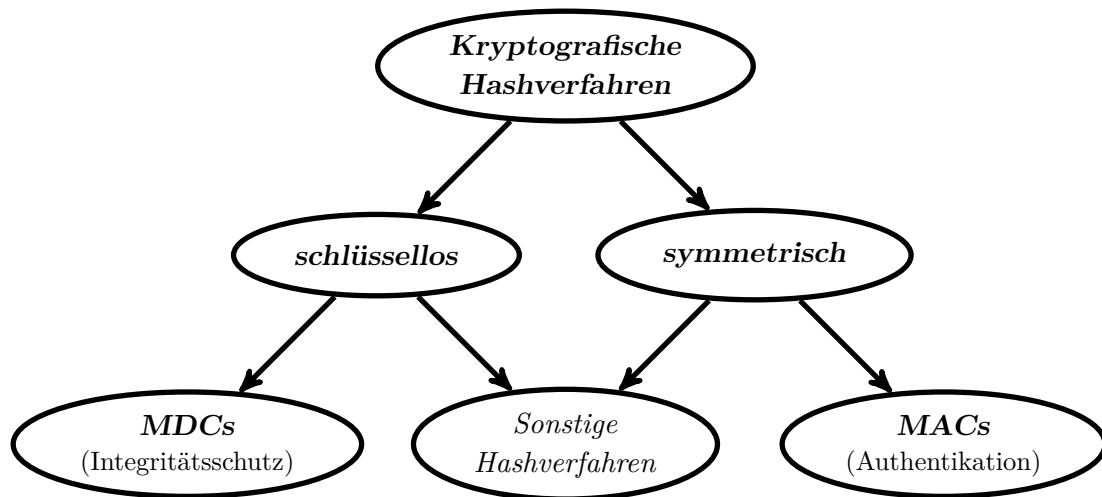 Kryptografische
Hashverfahren
schlüssellos
symmetrisch
MDCs
(Integritätsschutz)
Sonstige
Hashverfahren
MACs
(Authentikation)